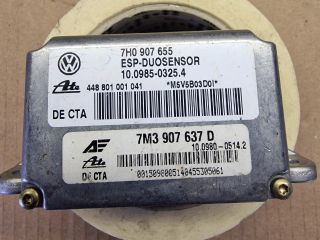 7H0 907 655
ESP-DUOSENSOR
10.0985-0325.4
Ate
448 801 001 041
*M5V5B03D0I*
DE CTA
7M3 907 637 D
Ate
10.0980-0514.2
DE CTA